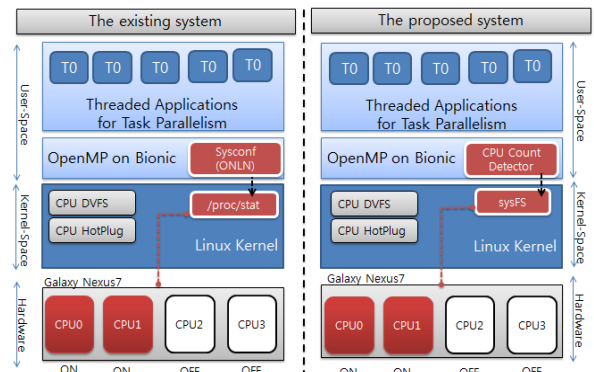 The existing system
The proposed system
User-Space
T0 T0 T0 T0 T0
Threaded Applications
for Task Parallelism
OpenMP on Bionic
Sysconf
(ONLN)
Kernel-Space
CPU DVFS
CPU HotPlug
/proc/stat
Linux Kernel
Galaxy Nexus7
Hardware
CPU0 CPU1 CPU2 CPU3
ON ON OFF OFF
T0 T0 T0 T0 T0
Threaded Applications
for Task Parallelism
User-Space
OpenMP on Bionic
CPU Count
Detector
CPU DVFS
CPU HotPlug
sysFS
Linux Kernel
Kernel-Space
Galaxy Nexus7
CPU0 CPU1 CPU2 CPU3
Hardware
ON ON OFF OFF